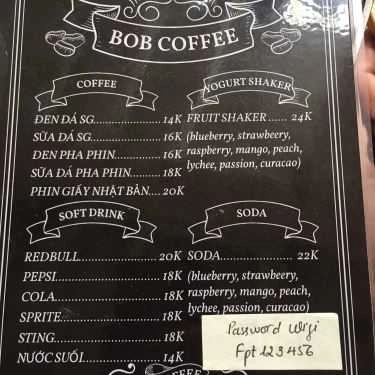 BOB COFFEE
COFFEE
ĐEN ĐÁ SG............14K
SỮA ĐÁ SG............16K
ĐEN PHA PHIN.........16K
SỮA ĐÁ PHA PHIN......18K
PHIN GIẤY NHẬT BẢN...20K
YOGURT SHAKER
FRUIT SHAKER...... 24K
(blueberry, strawbeery,
raspberry, mango, peach,
lychee, passion, curacao)
SOFT DRINK
REDBULL..............20K
PEPSI................18K
COLA.................18K
SPRITE...............18K
STING................18K
NƯỚC SUỐI............14K
SODA
SODA................. 22K
(blueberry, strawbeery,
raspberry, mango, peach,
lychee, passion, curacao)
Password Wifi
Fpt 123456